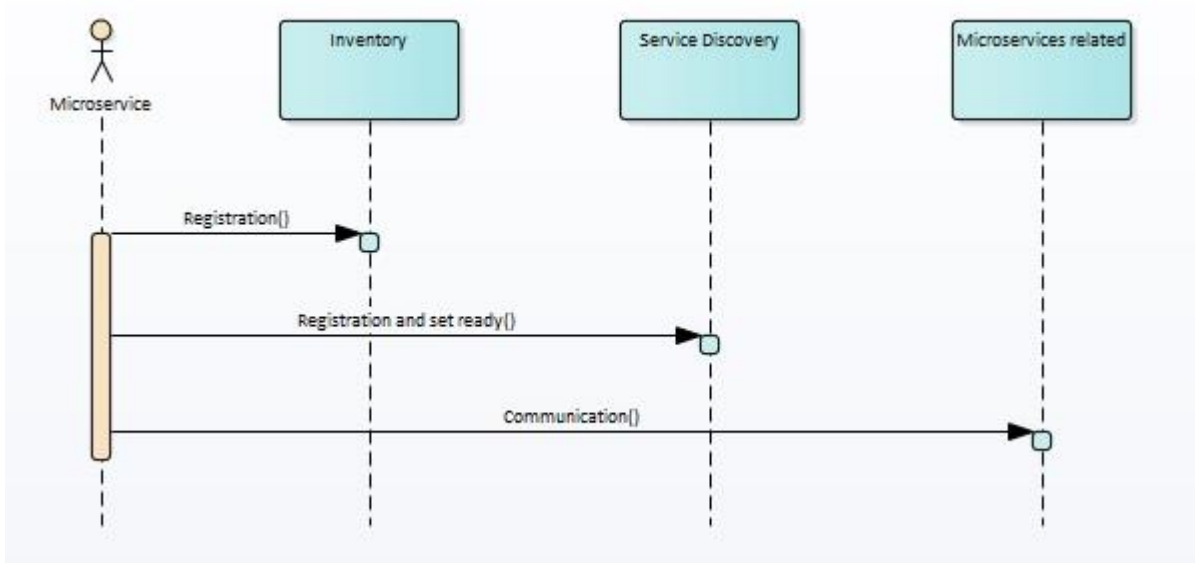 Inventory
Service Discovery
Microservices related
Microservice
Registration()
Registration and set ready()
Communication()